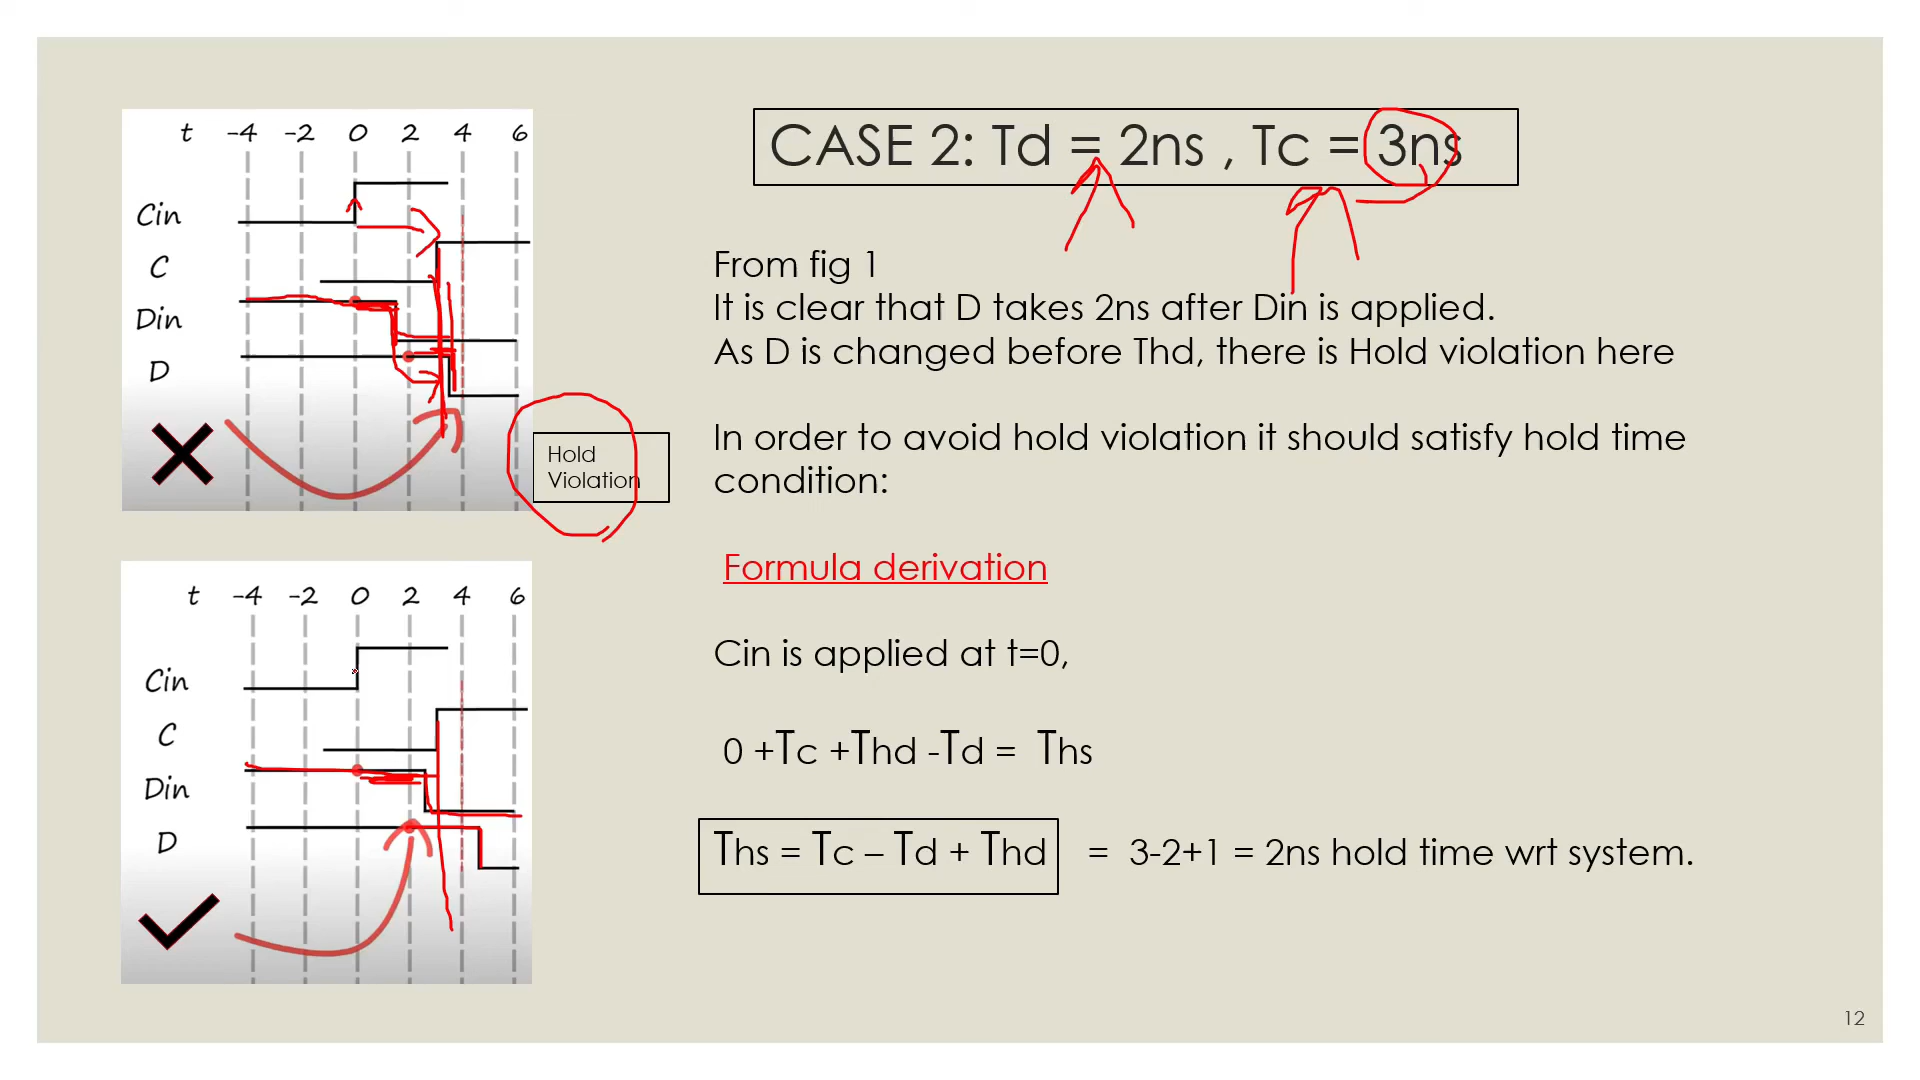 t -4 -2 0 2 4 6
Cin
C
Din
D
Hold
Violation
t -4 -2 0 2 4 6
Cin
C
Din
D
CASE 2: Td = 2ns , Tc = 3ns
From fig 1
It is clear that D takes 2ns after Din is applied.
As D is changed before Thd, there is Hold violation here
In order to avoid hold violation it should satisfy hold time
condition:
Formula derivation
Cin is applied at t=0,
0 +Tc +Thd -Td = Ths
Ths = Tc – Td + Thd = 3-2+1 = 2ns hold time wrt system.
12